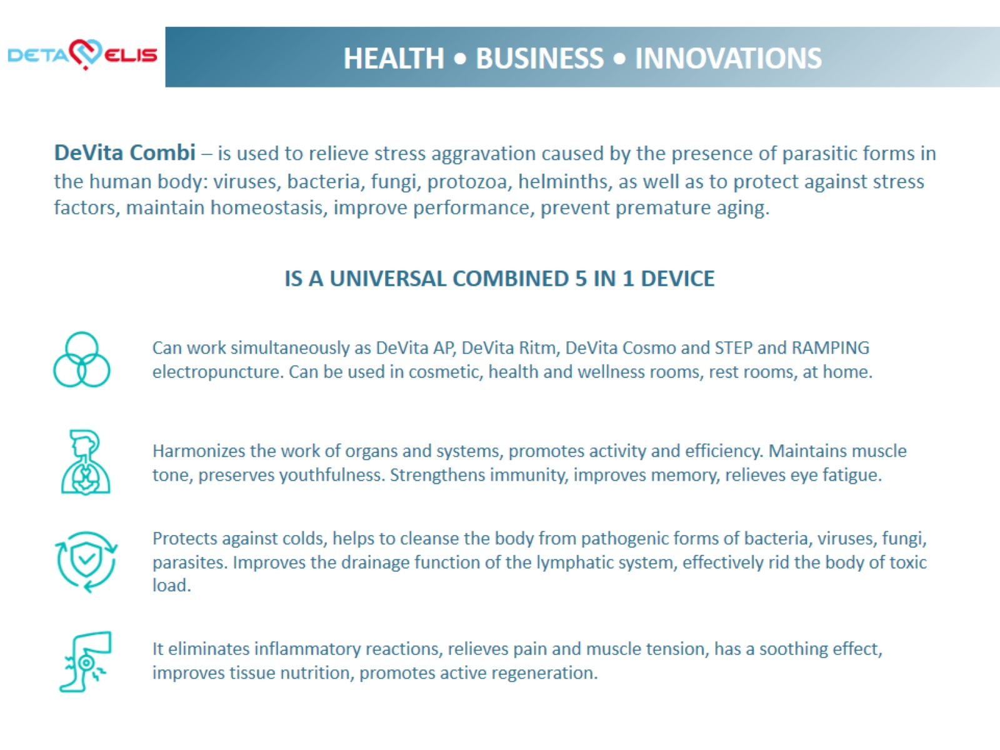 DETA ELIS
HEALTH • BUSINESS • INNOVATIONS
DeVita Combi – is used to relieve stress aggravation caused by the presence of parasitic forms in
the human body: viruses, bacteria, fungi, protozoa, helminths, as well as to protect against stress
factors, maintain homeostasis, improve performance, prevent premature aging.
IS A UNIVERSAL COMBINED 5 IN 1 DEVICE
Can work simultaneously as DeVita AP, DeVita Ritm, DeVita Cosmo and STEP and RAMPING
electropuncture. Can be used in cosmetic, health and wellness rooms, rest rooms, at home.
Harmonizes the work of organs and systems, promotes activity and efficiency. Maintains muscle
tone, preserves youthfulness. Strengthens immunity, improves memory, relieves eye fatigue.
Protects against colds, helps to cleanse the body from pathogenic forms of bacteria, viruses, fungi,
parasites. Improves the drainage function of the lymphatic system, effectively rid the body of toxic
load.
It eliminates inflammatory reactions, relieves pain and muscle tension, has a soothing effect,
improves tissue nutrition, promotes active regeneration.